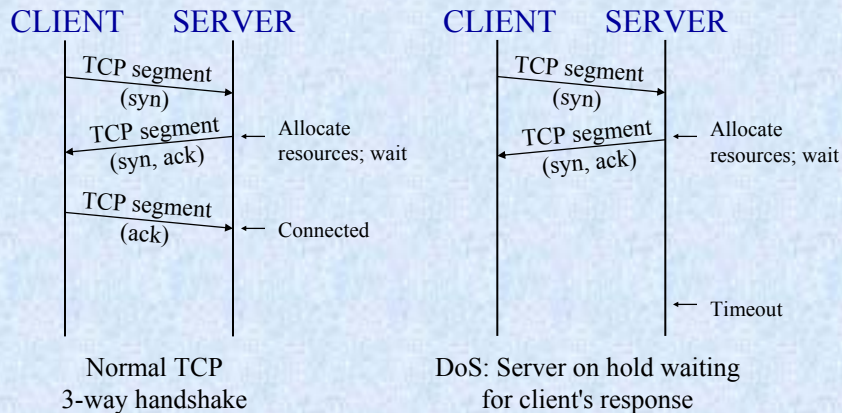 CLIENT SERVER
TCP segment
(syn)
TCP segment
(syn, ack)
Allocate
resources; wait
TCP segment
(ack)
Connected
Normal TCP
3-way handshake
CLIENT SERVER
TCP segment
(syn)
TCP segment
(syn, ack)
Allocate
resources; wait
Timeout
DoS: Server on hold waiting
for client's response